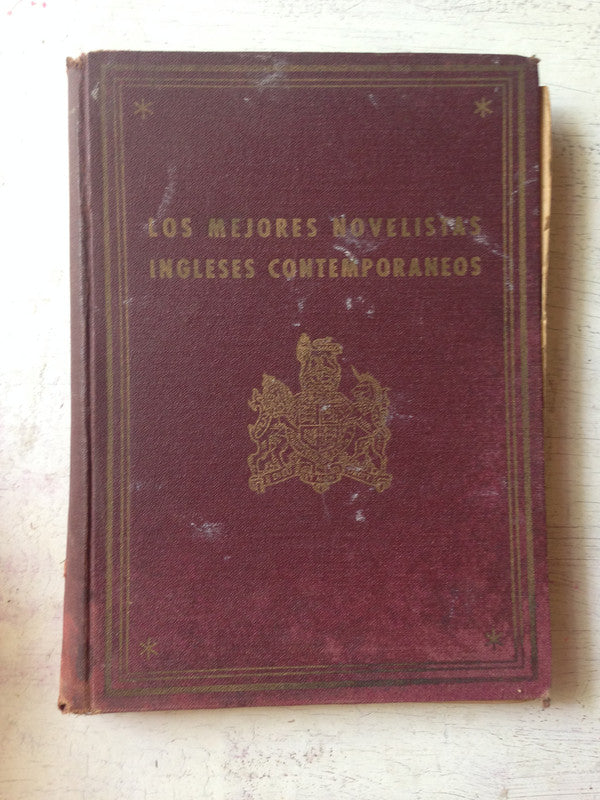 LOS MEJORES NOVELISTAS
INGLESES CONTEMPORANEOS